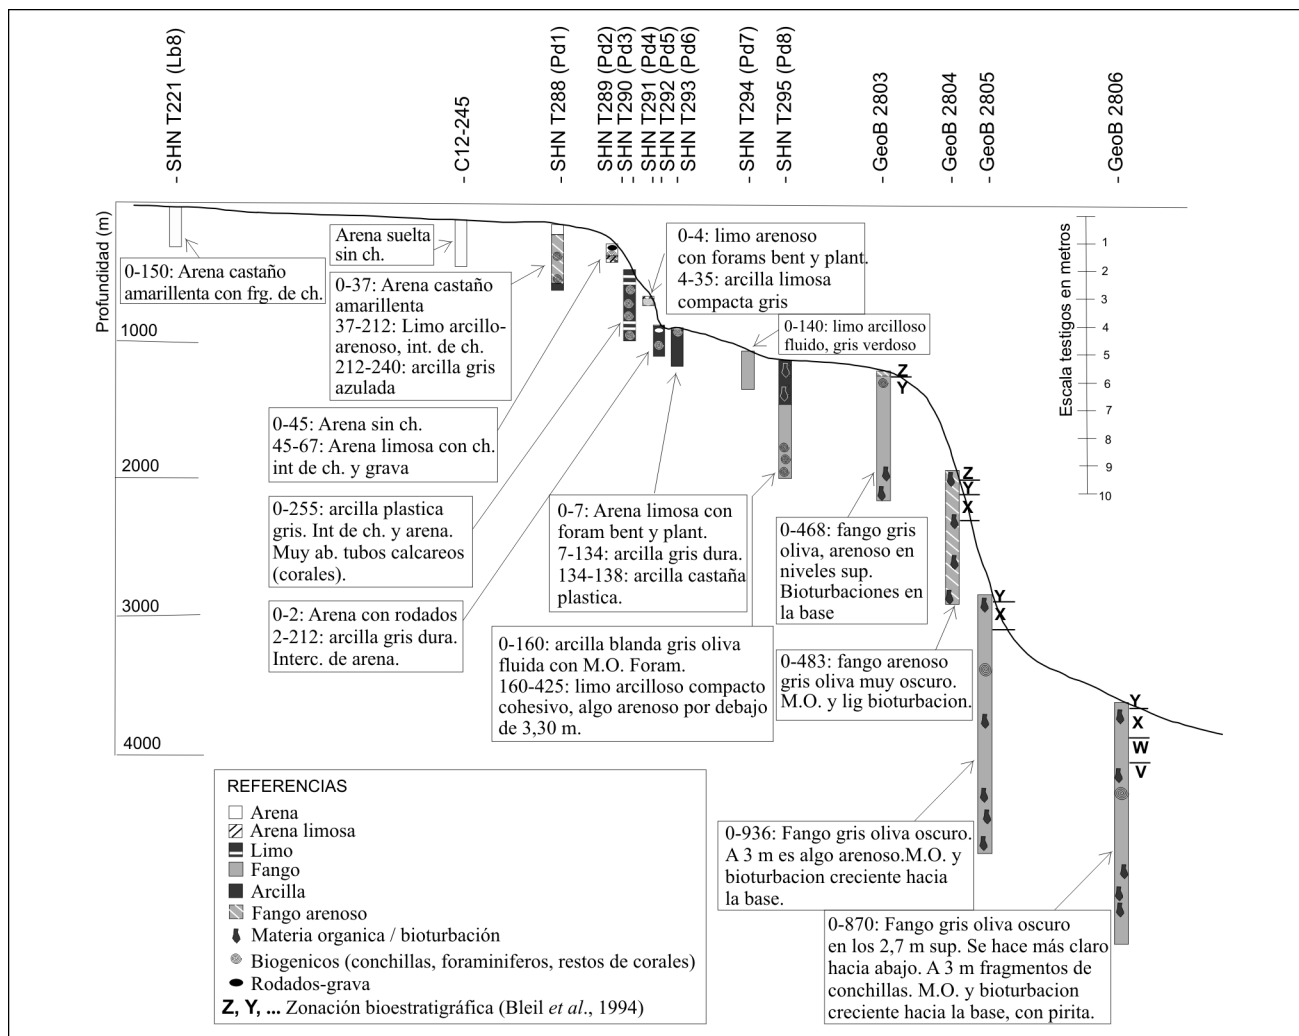 SHN T221 (Lb8)
C12-245
SHN T288 (Pd1)
SHN T289 (Pd2)
SHN T290 (Pd3)
SHN T291 (Pd4)
SHN T292 (Pd5)
SHN T293 (Pd6)
SHN T294 (Pd7)
SHN T295 (Pd8)
GeoB 2803
GeoB 2804
GeoB 2805
GeoB 2806
Profundidad (m)
1000
2000
3000
4000
Escala testigos en metros
1
2
3
4
5
6
7
8
9
10
0-150: Arena castaño
amarillenta con frg. de ch.
Arena suelta
sin ch.
0-37: Arena castaño
amarillenta
37-212: Limo arcillo-
arenoso, int. de ch.
212-240: arcilla gris
azulada
0-4: limo arenoso
con forams bent y plant.
4-35: arcilla limosa
compacta gris
0-140: limo arcilloso
fluido, gris verdoso
0-45: Arena sin ch.
45-67: Arena limosa con ch.
int de ch. y grava
0-255: arcilla plastica
gris. Int de ch. y arena.
Muy ab. tubos calcareos
(corales).
0-2: Arena con rodados
2-212: arcilla gris dura.
Interc. de arena.
0-7: Arena limosa con
foram bent y plant.
7-134: arcilla gris dura.
134-138: arcilla castaña
plastica.
0-160: arcilla blanda gris oliva
fluida con M.O. Foram.
160-425: limo arcilloso compacto
cohesivo, algo arenoso por debajo
de 3,30 m.
0-468: fango gris
oliva, arenoso en
niveles sup.
Bioturbaciones en
la base
0-483: fango arenoso
gris oliva muy oscuro.
M.O. y lig bioturbacion.
0-936: Fango gris oliva oscuro.
A 3 m es algo arenoso.M.O. y
bioturbacion creciente hacia
la base.
0-870: Fango gris oliva oscuro
en los 2,7 m sup. Se hace más claro
hacia abajo. A 3 m fragmentos de
conchillas. M.O. y bioturbacion
creciente hacia la base, con pirita.
Z
Y
Z
Y
X
Y
X
Y
X
W
V
REFERENCIAS
Arena
Arena limosa
Limo
Fango
Arcilla
Fango arenoso
Materia organica / bioturbación
Biogenicos (conchillas, foraminiferos, restos de corales)
Rodados-grava
Z, Y, ... Zonación bioestratigráfica (Bleil et al., 1994)